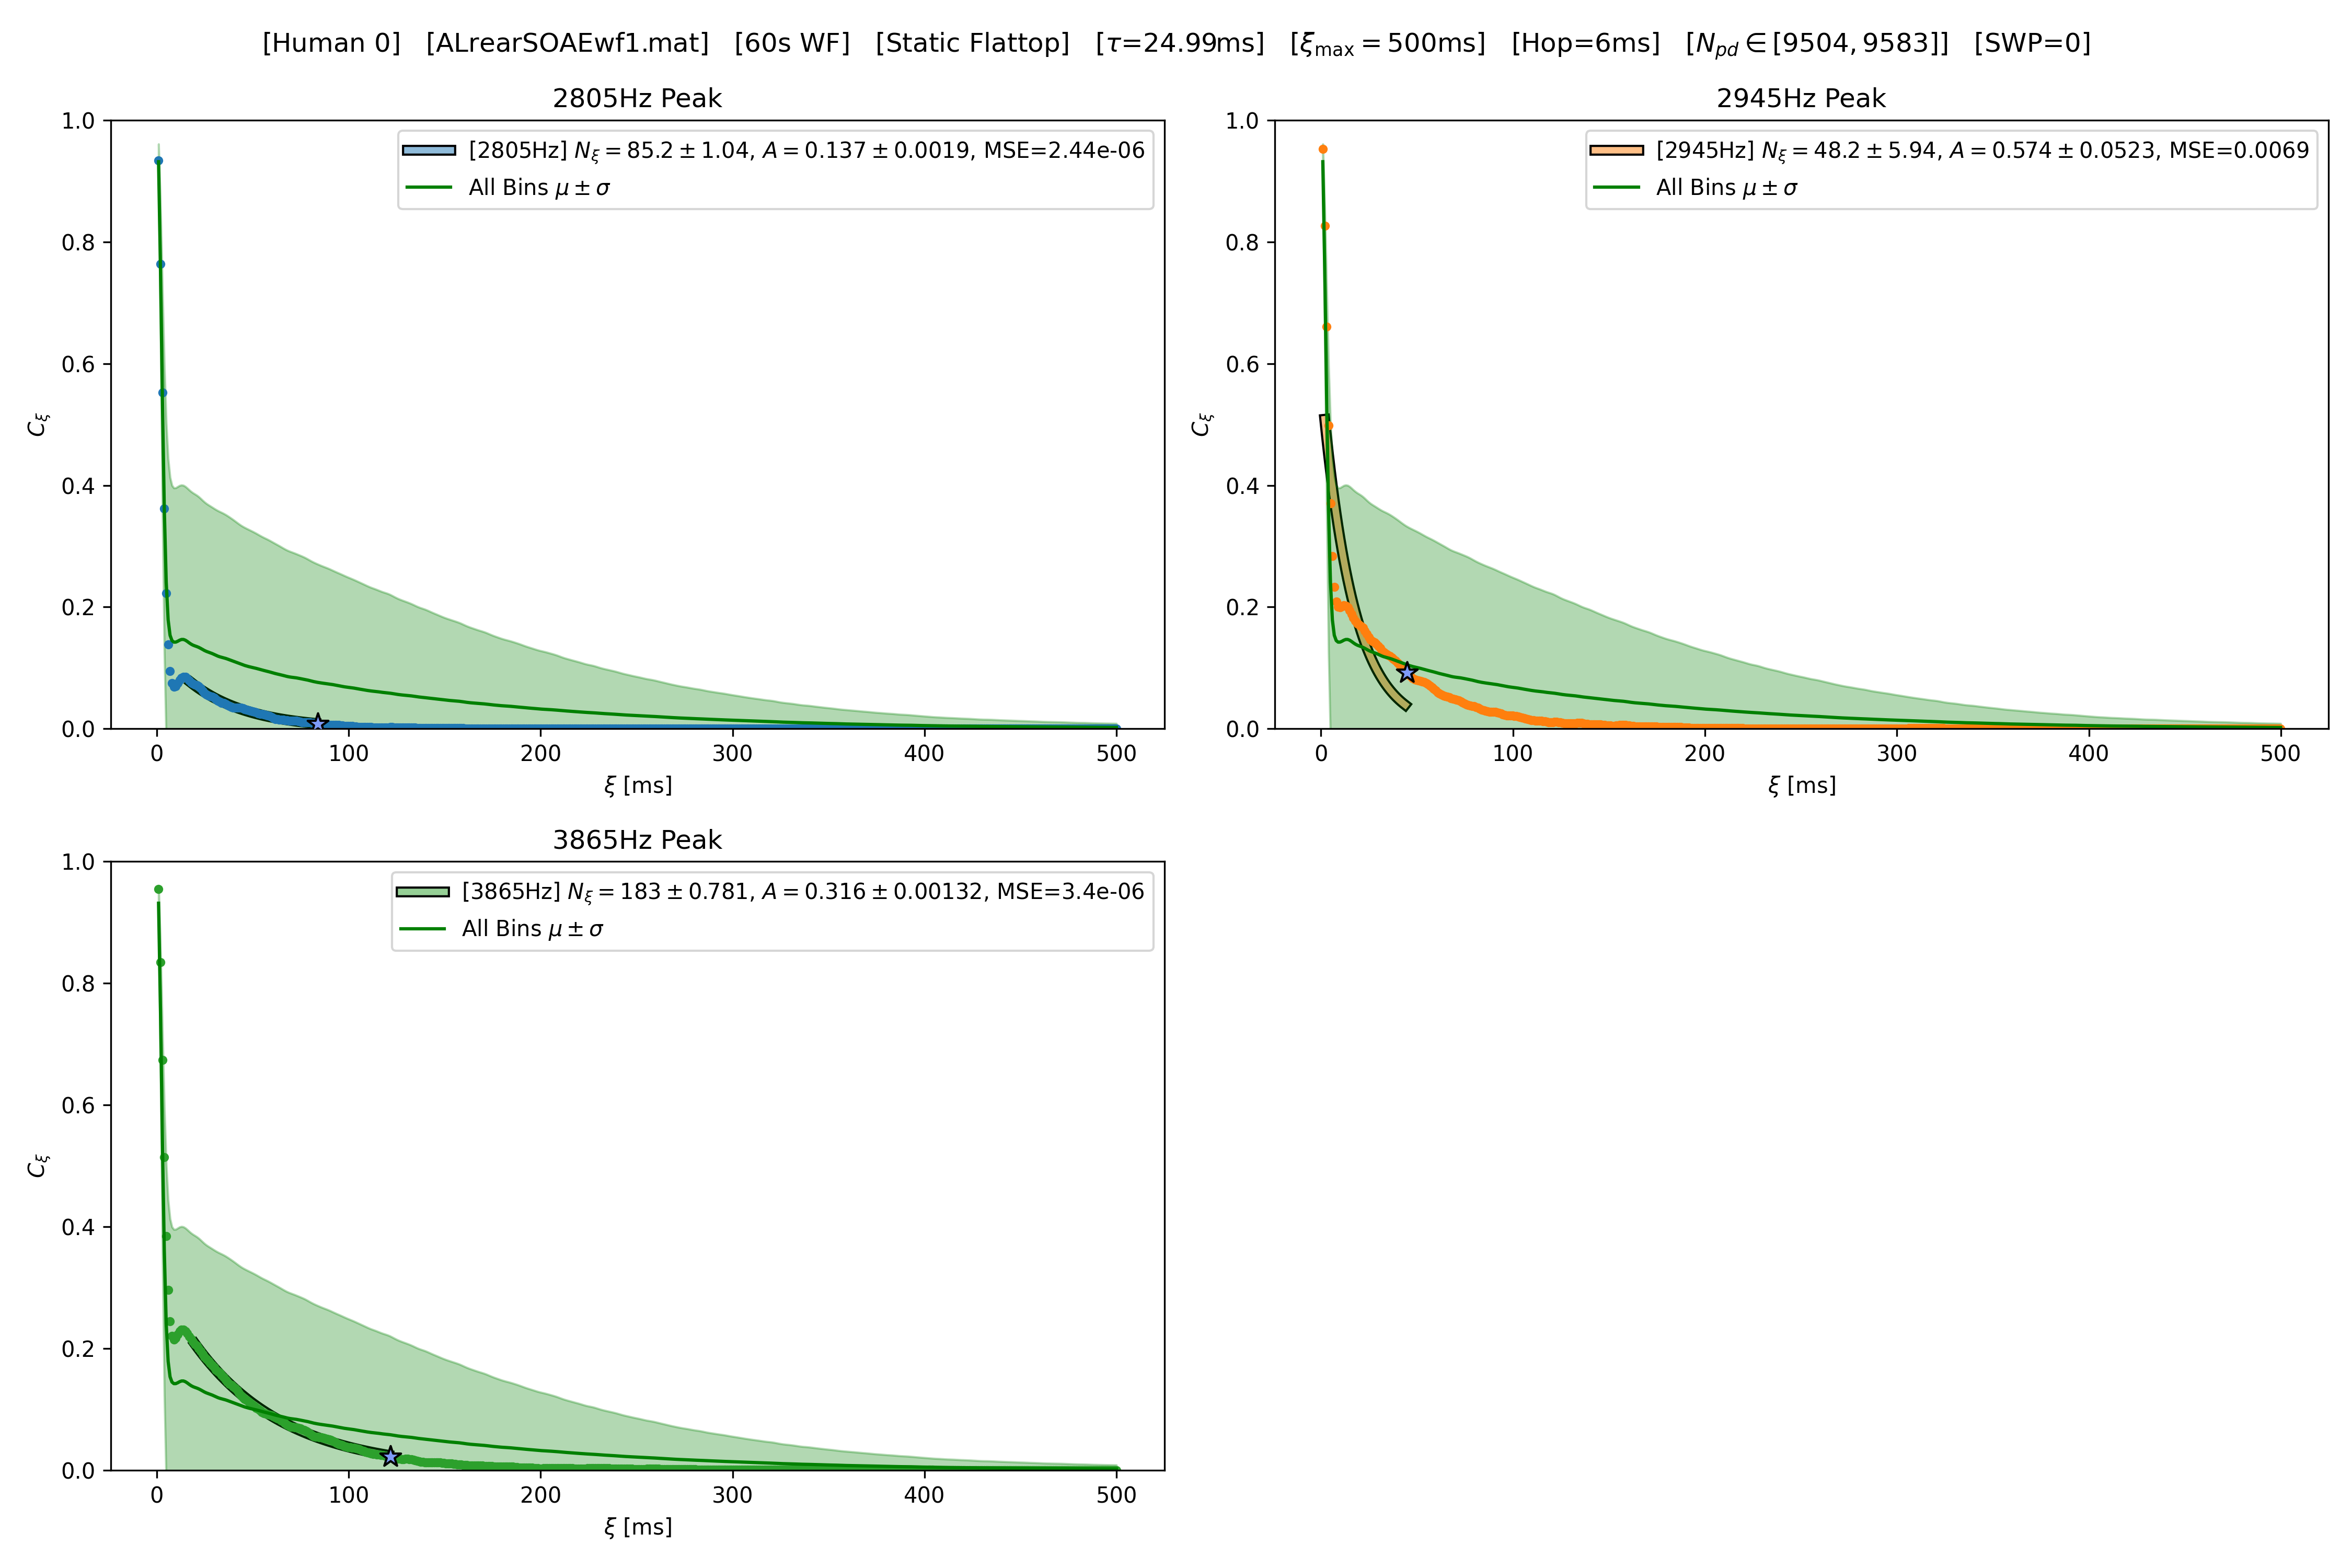 [Human 0] [ALrearSOAEwf1.mat] [60s WF] [Static Flattop] [τ=24.99ms] [ξmax = 500ms] [Hop=6ms] [Npd ∈ [9504, 9583]] [SWP=0]
2805Hz Peak
[2805Hz] Nξ = 85.2 ± 1.04, A = 0.137 ± 0.0019, MSE=2.44e-06
All Bins μ ± σ
1.0
0.8
0.6
0.4
0.2
0.0
Cξ
0 100 200 300 400 500
ξ [ms]
2945Hz Peak
[2945Hz] Nξ = 48.2 ± 5.94, A = 0.574 ± 0.0523, MSE=0.0069
All Bins μ ± σ
1.0
0.8
0.6
0.4
0.2
0.0
Cξ
0 100 200 300 400 500
ξ [ms]
3865Hz Peak
[3865Hz] Nξ = 183 ± 0.781, A = 0.316 ± 0.00132, MSE=3.4e-06
All Bins μ ± σ
1.0
0.8
0.6
0.4
0.2
0.0
Cξ
0 100 200 300 400 500
ξ [ms]